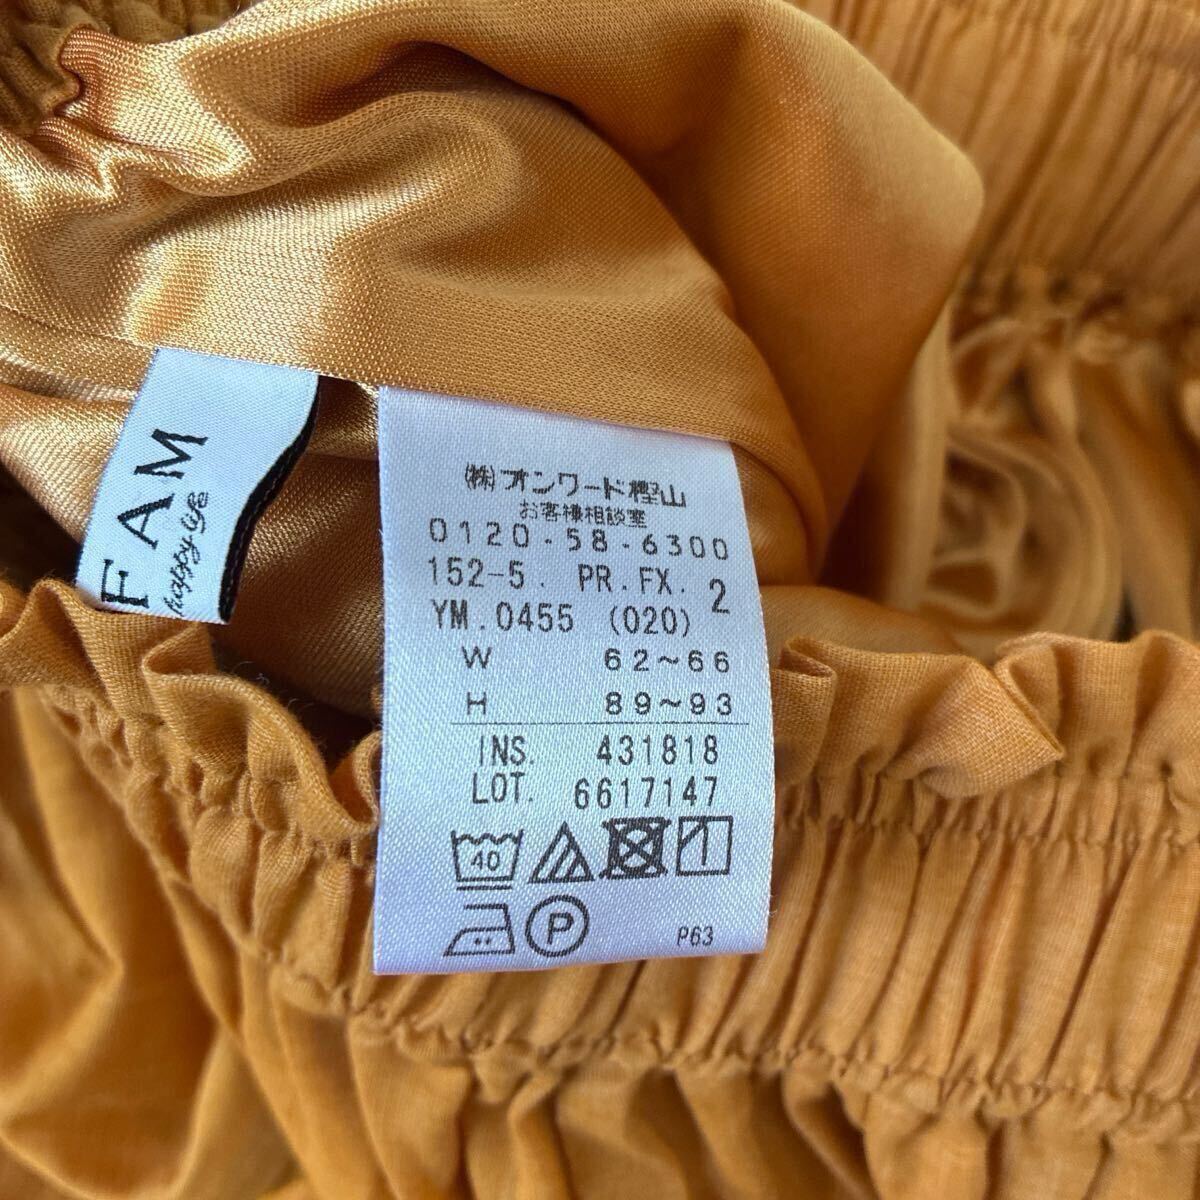 FAM
happy life
㈱オンワード樫山
お客様相談室
0120-58-6300
152-5. PR.FX. 2
YM.0455 (020)
W 62~66
H 89~93
INS. 431818
LOT. 6617147
40
P
P63